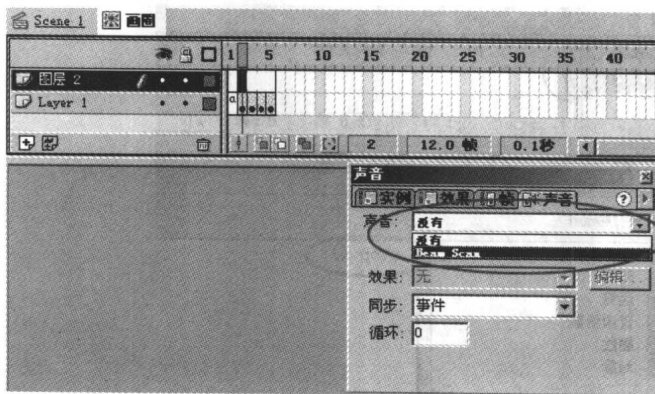 Scene 1 画面
1 5 10 15 20 25 30 35 40
图层 2
Layer 1
2 12.0 帧 0.1秒
声音
实例 效果 帧 声音
声音: 没有
没有
Beam Scan
效果: 无 编辑...
同步: 事件
循环: 0